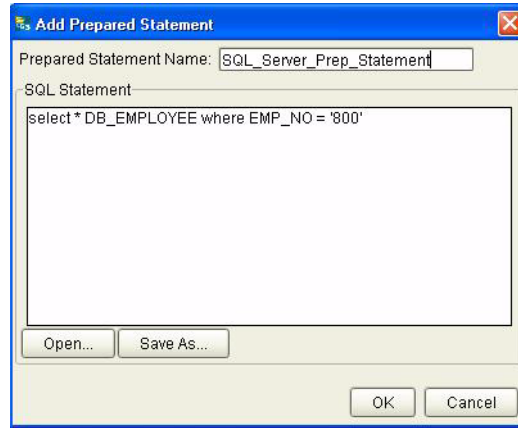 Add Prepared Statement
Prepared Statement Name: SQL_Server_Prep_Statement
SQL Statement
select * DB_EMPLOYEE where EMP_NO = '800'
Open... Save As...
OK Cancel